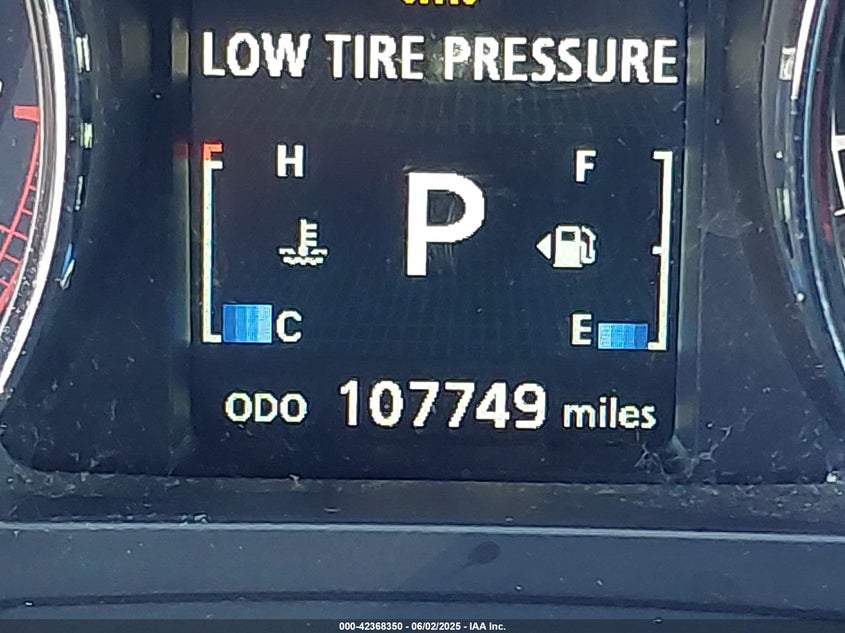 LOW TIRE PRESSURE
H F
P
C E
ODO 107749 miles
000-42368350 - 06/02/2025 - IAA Inc.